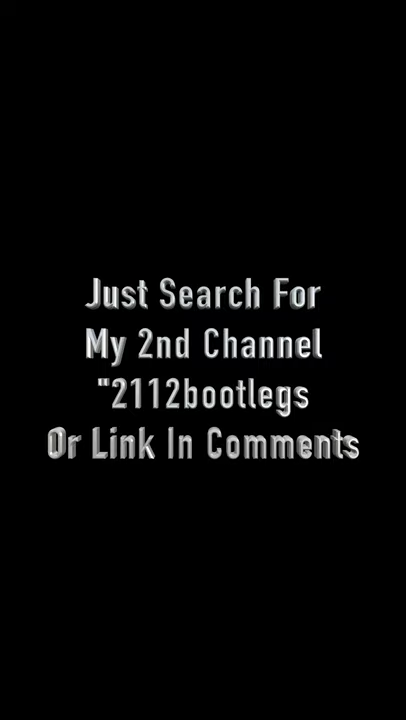 Just Search For
My 2nd Channel
"2112bootlegs
Or Link In Comments